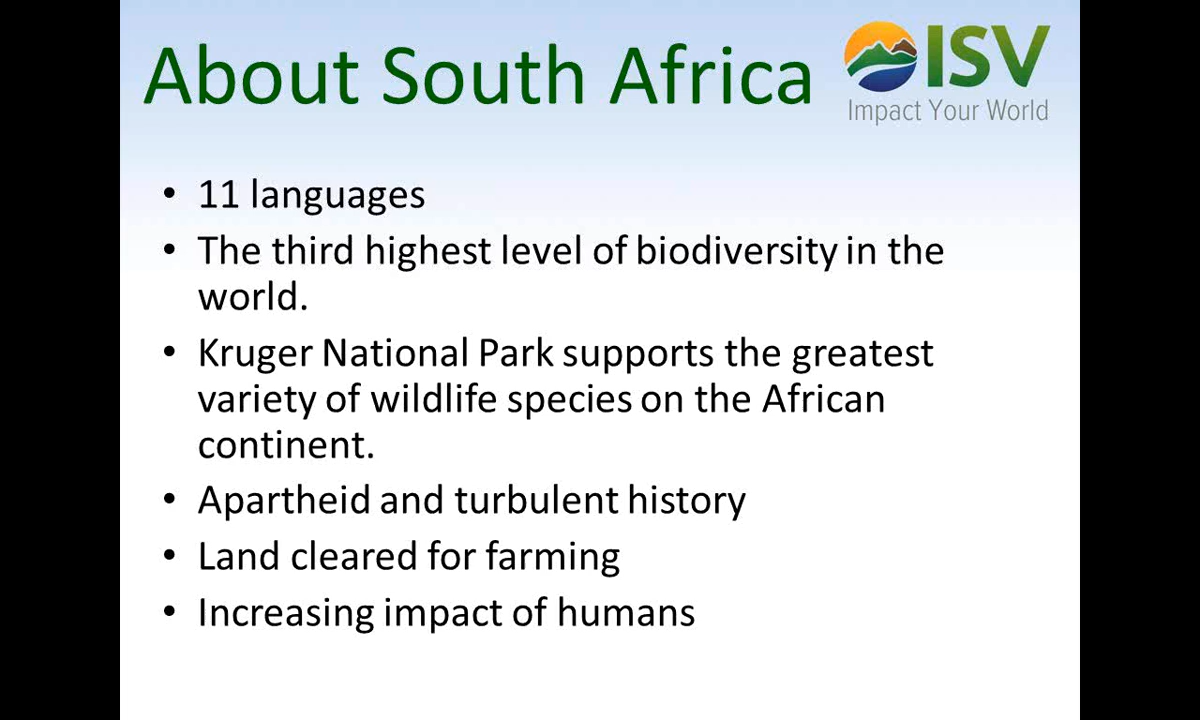 About South Africa
ISV
Impact Your World
• 11 languages
• The third highest level of biodiversity in the
world.
• Kruger National Park supports the greatest
variety of wildlife species on the African
continent.
• Apartheid and turbulent history
• Land cleared for farming
• Increasing impact of humans